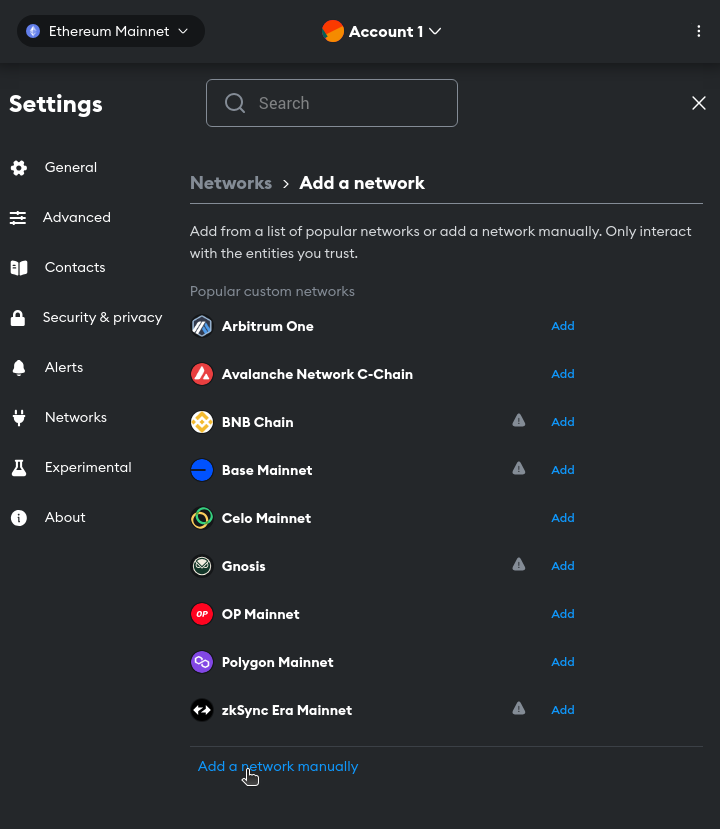 Ethereum Mainnet
Account 1
Settings
Search
General
Advanced
Contacts
Security & privacy
Alerts
Networks
Experimental
About
Networks > Add a network
Add from a list of popular networks or add a network manually. Only interact
with the entities you trust.
Popular custom networks
Arbitrum One Add
Avalanche Network C-Chain Add
BNB Chain Add
Base Mainnet Add
Celo Mainnet Add
Gnosis Add
OP OP Mainnet Add
Polygon Mainnet Add
zkSync Era Mainnet Add
Add a network manually